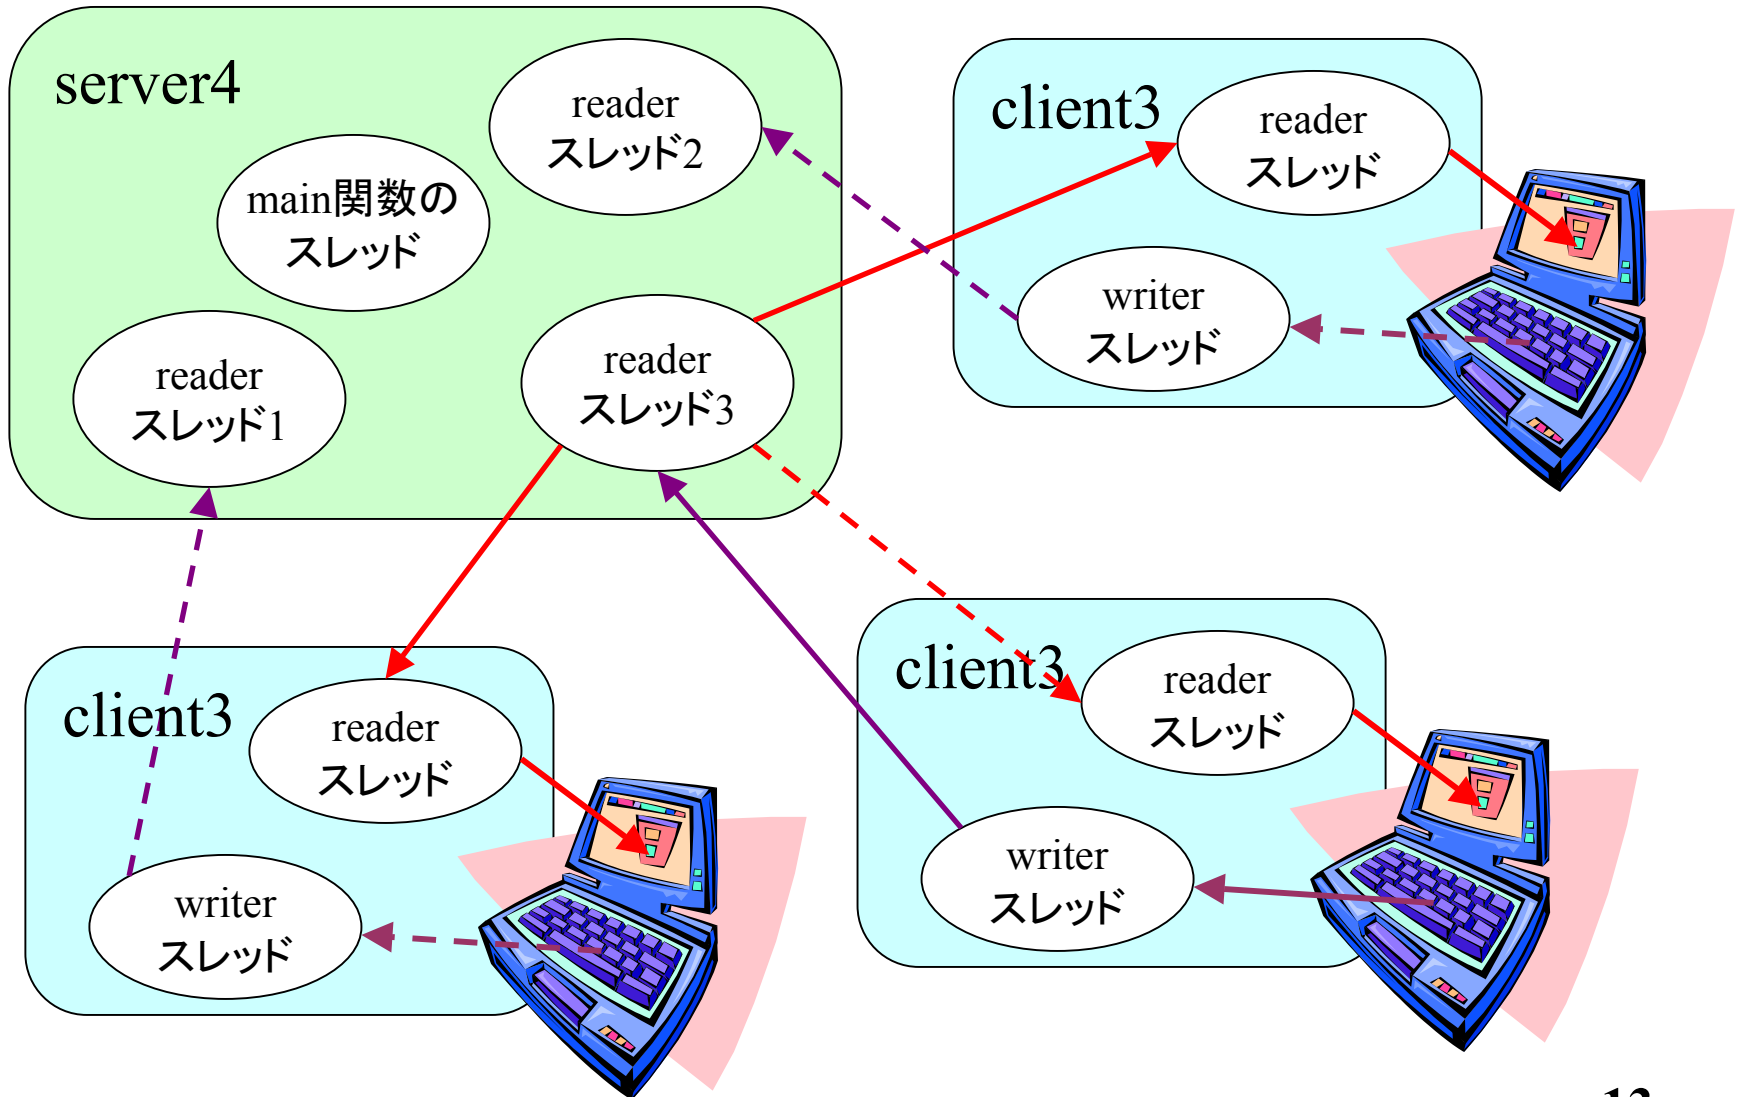 server4
reader
スレッド2
main関数の
スレッド
reader
スレッド1
reader
スレッド3
client3
reader
スレッド
writer
スレッド
client3
reader
スレッド
writer
スレッド
client3
reader
スレッド
writer
スレッド